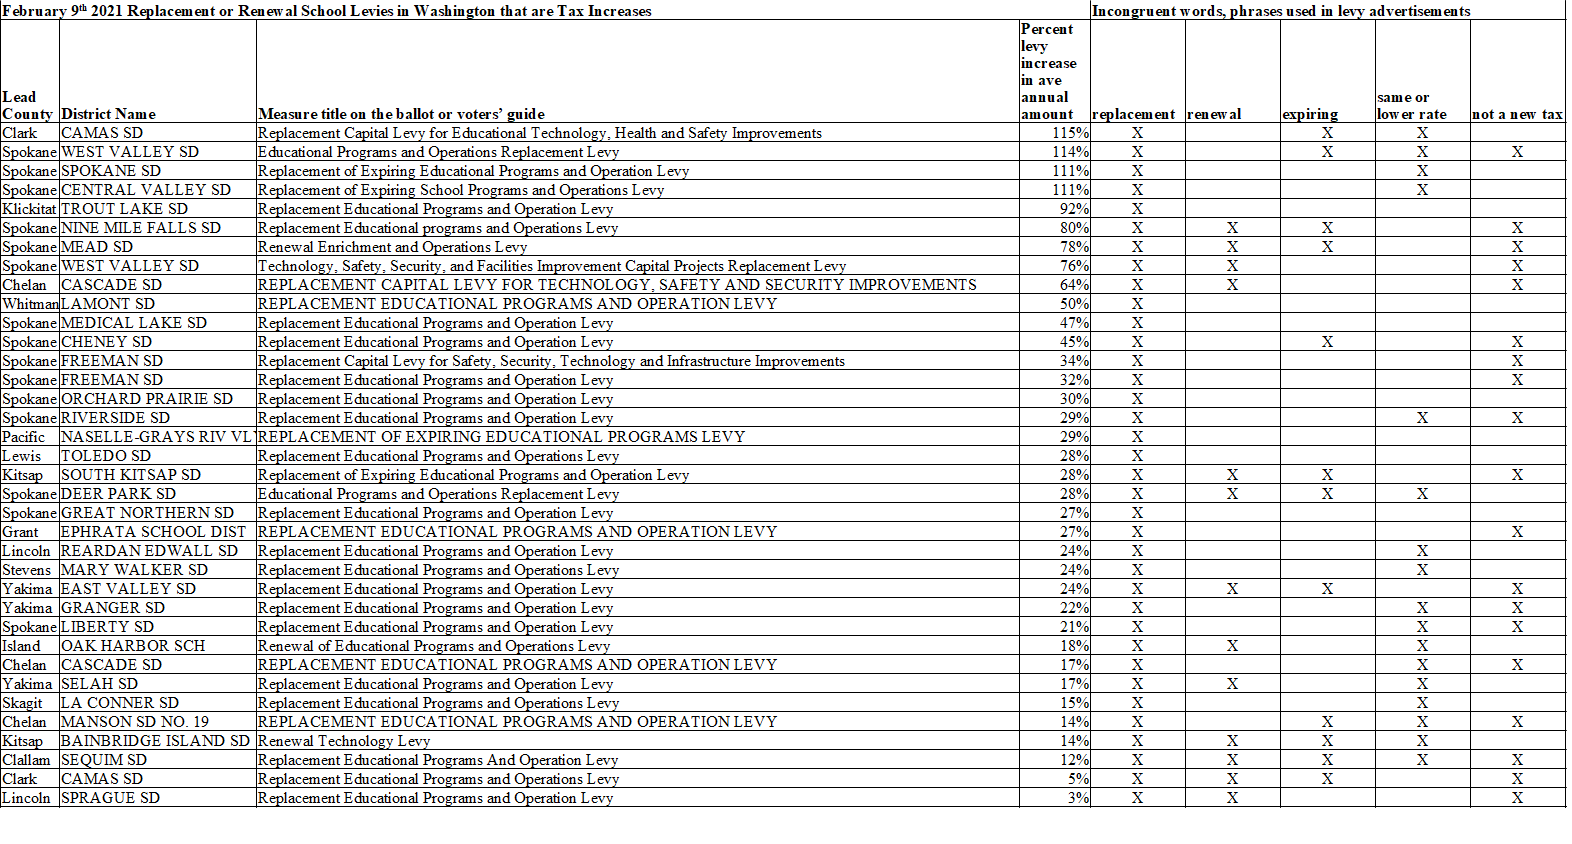 February 9th 2021 Replacement or Renewal School Levies in Washington that are Tax Increases Incongruent words, phrases used in levy advertisements
Lead County District Name Measure title on the ballot or voters' guide Percent levy increase in ave annual amount replacement renewal expiring same or lower rate not a new tax
Clark CAMAS SD Replacement Capital Levy for Educational Technology, Health and Safety Improvements 115% X X X
Spokane WEST VALLEY SD Educational Programs and Operations Replacement Levy 114% X X X X
Spokane SPOKANE SD Replacement of Expiring Educational Programs and Operation Levy 111% X X
Spokane CENTRAL VALLEY SD Replacement of Expiring School Programs and Operations Levy 111% X X
Klickitat TROUT LAKE SD Replacement Educational Programs and Operation Levy 92% X
Spokane NINE MILE FALLS SD Replacement Educational programs and Operations Levy 80% X X X X
Spokane MEAD SD Renewal Enrichment and Operations Levy 78% X X X X
Spokane WEST VALLEY SD Technology, Safety, Security, and Facilities Improvement Capital Projects Replacement Levy 76% X X X
Chelan CASCADE SD REPLACEMENT CAPITAL LEVY FOR TECHNOLOGY, SAFETY AND SECURITY IMPROVEMENTS 64% X X X
Whitman LAMONT SD REPLACEMENT EDUCATIONAL PROGRAMS AND OPERATION LEVY 50% X
Spokane MEDICAL LAKE SD Replacement Educational Programs and Operation Levy 47% X
Spokane CHENEY SD Replacement Educational Programs and Operation Levy 45% X X X
Spokane FREEMAN SD Replacement Capital Levy for Safety, Security, Technology and Infrastructure Improvements 34% X X
Spokane FREEMAN SD Replacement Educational Programs and Operation Levy 32% X X
Spokane ORCHARD PRAIRIE SD Replacement Educational Programs and Operation Levy 30% X
Spokane RIVERSIDE SD Replacement Educational Programs and Operation Levy 29% X X X
Pacific NASELLE-GRAYS RIV VL REPLACEMENT OF EXPIRING EDUCATIONAL PROGRAMS LEVY 29% X
Lewis TOLEDO SD Replacement Educational Programs and Operations Levy 28% X
Kitsap SOUTH KITSAP SD Replacement of Expiring Educational Programs and Operation Levy 28% X X X X
Spokane DEER PARK SD Educational Programs and Operations Replacement Levy 28% X X X X
Spokane GREAT NORTHERN SD Replacement Educational Programs and Operation Levy 27% X
Grant EPHRATA SCHOOL DIST REPLACEMENT EDUCATIONAL PROGRAMS AND OPERATION LEVY 27% X X
Lincoln REARDAN EDWALL SD Replacement Educational Programs and Operation Levy 24% X X
Stevens MARY WALKER SD Replacement Educational Programs and Operations Levy 24% X X
Yakima EAST VALLEY SD Replacement Educational Programs and Operation Levy 24% X X X X
Yakima GRANGER SD Replacement Educational Programs and Operation Levy 22% X X X
Spokane LIBERTY SD Replacement Educational Programs and Operation Levy 21% X X X
Island OAK HARBOR SCH Renewal of Educational Programs and Operations Levy 18% X X X
Chelan CASCADE SD REPLACEMENT EDUCATIONAL PROGRAMS AND OPERATION LEVY 17% X X X
Yakima SELAH SD Replacement Educational Programs and Operation Levy 17% X X X
Skagit LA CONNER SD Replacement Educational Programs and Operation Levy 15% X X
Chelan MANSON SD NO. 19 REPLACEMENT EDUCATIONAL PROGRAMS AND OPERATION LEVY 14% X X X X
Kitsap BAINBRIDGE ISLAND SD Renewal Technology Levy 14% X X X X
Clallam SEQUIM SD Replacement Educational Programs And Operation Levy 12% X X X X X
Clark CAMAS SD Replacement Educational Programs and Operations Levy 5% X X X X
Lincoln SPRAGUE SD Replacement Educational Programs and Operation Levy 3% X X X